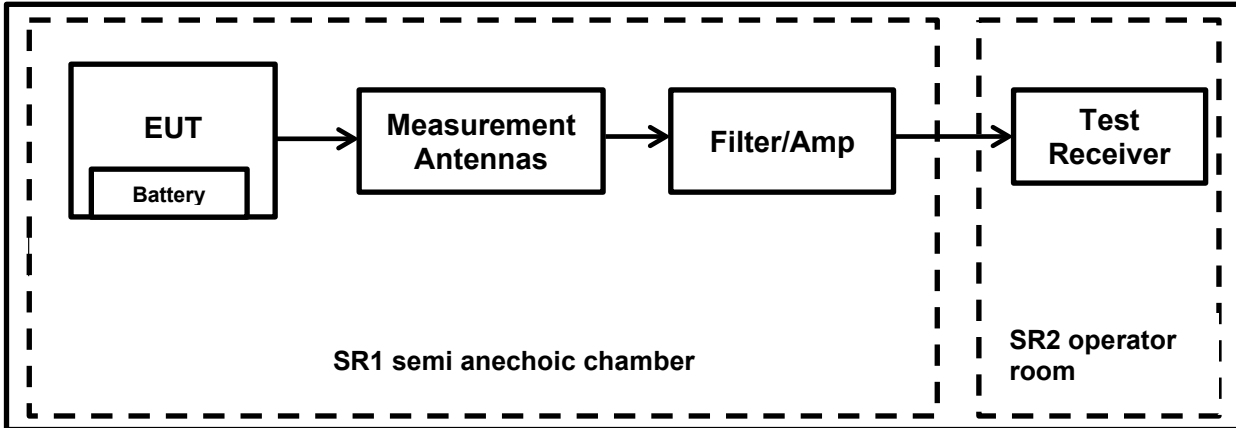 EUT
Battery
Measurement
Antennas
Filter/Amp
Test
Receiver
SR1 semi anechoic chamber
SR2 operator
room